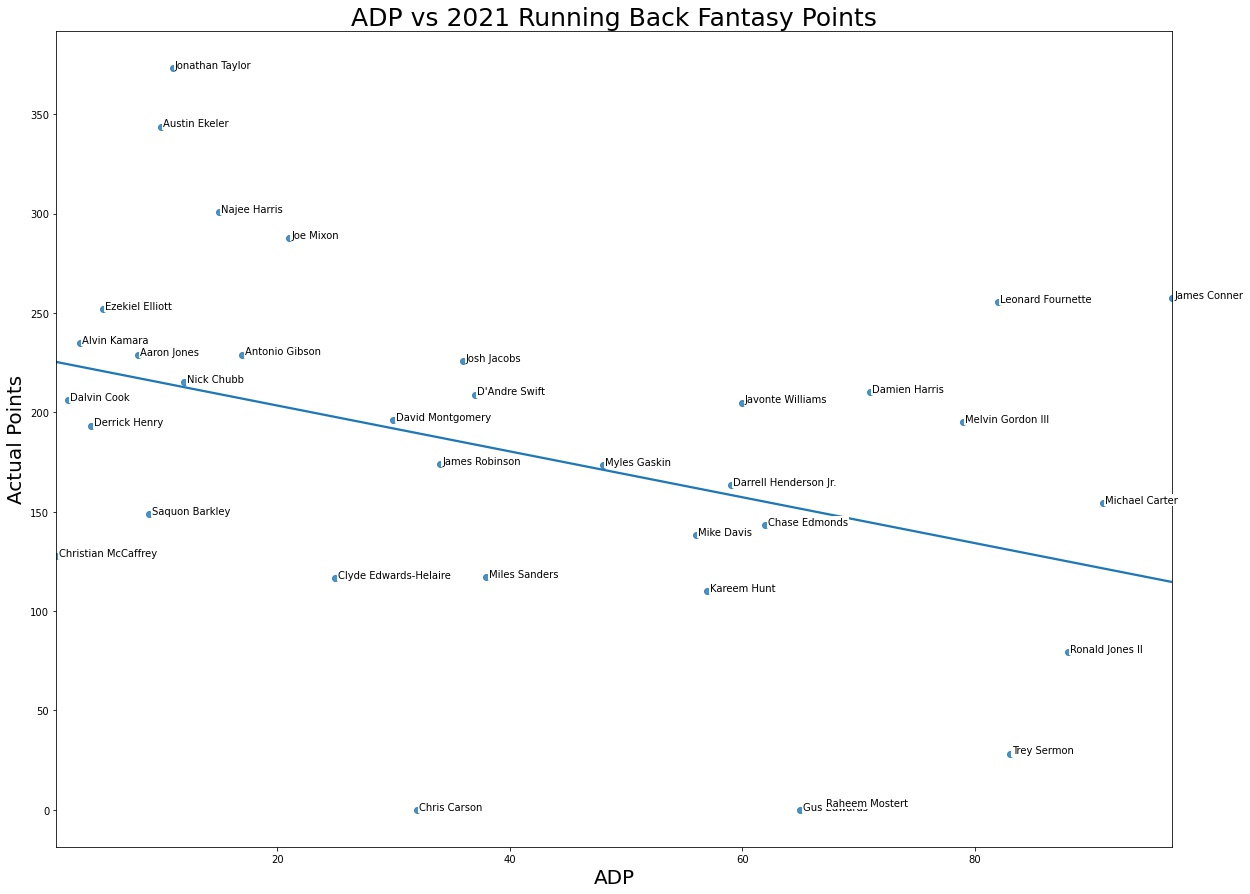 ADP vs 2021 Running Back Fantasy Points
Jonathan Taylor
350
Austin Ekeler
300
Najee Harris
Joe Mixon
James Conner
Leonard Fournette
Ezekiel Elliott
250
Alvin Kamara
Aaron Jones
Antonio Gibson
Josh Jacobs
Nick Chubb
D'Andre Swift
Damien Harris
Dalvin Cook
Javonte Williams
200
David Montgomery
Melvin Gordon III
Derrick Henry
James Robinson
Myles Gaskin
Darrell Henderson Jr.
Michael Carter
150
Saquon Barkley
Chase Edmonds
Mike Davis
Christian McCaffrey
Clyde Edwards-Helaire
Miles Sanders
Kareem Hunt
100
Ronald Jones II
50
Trey Sermon
0
Chris Carson
Raheem Mostert
Gus Edwards
20
40
60
80
ADP
Actual Points